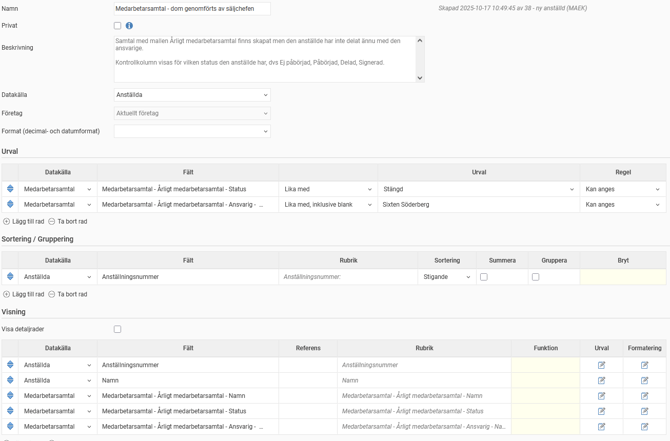 Namn Medarbetarsamtal - dom genomförts av säljchefen Skapad 2025-10-17 10:49:45 av 38 - ny anställd (MAEK)
Privat
Beskrivning Samtal med mallen Årligt medarbetarsamtal finns skapat men den anställde har inte delat ännu med den
ansvarige.
Kontrollkolumn visas för vilken status den anställde har, dvs Ej påbörjad, Påbörjad, Delad, Signerad.
Datakälla Anställda
Företag Aktuellt företag
Format (decimal- och datumformat)
Urval
Datakälla Fält Urval Regel
Medarbetarsamtal Medarbetarsamtal - Årligt medarbetarsamtal - Status Lika med Stängd Kan anges
Medarbetarsamtal Medarbetarsamtal - Årligt medarbetarsamtal - Ansvarig - ... Lika med, inklusive blank Sixten Söderberg Kan anges
Lägg till rad Ta bort rad
Sortering / Gruppering
Datakälla Fält Rubrik Sortering Summera Gruppera Bryt
Anställda Anställningsnummer Anställningsnummer: Stigande
Lägg till rad Ta bort rad
Visning
Visa detaljrader
Datakälla Fält Referens Rubrik Funktion Urval Formatering
Anställda Anställningsnummer Anställningsnummer
Anställda Namn Namn
Medarbetarsamtal Medarbetarsamtal - Årligt medarbetarsamtal - Namn Medarbetarsamtal - Årligt medarbetarsamtal - Namn
Medarbetarsamtal Medarbetarsamtal - Årligt medarbetarsamtal - Status Medarbetarsamtal - Årligt medarbetarsamtal - Status
Medarbetarsamtal Medarbetarsamtal - Årligt medarbetarsamtal - Ansvarig - ... Medarbetarsamtal - Årligt medarbetarsamtal - Ansvarig - Na...